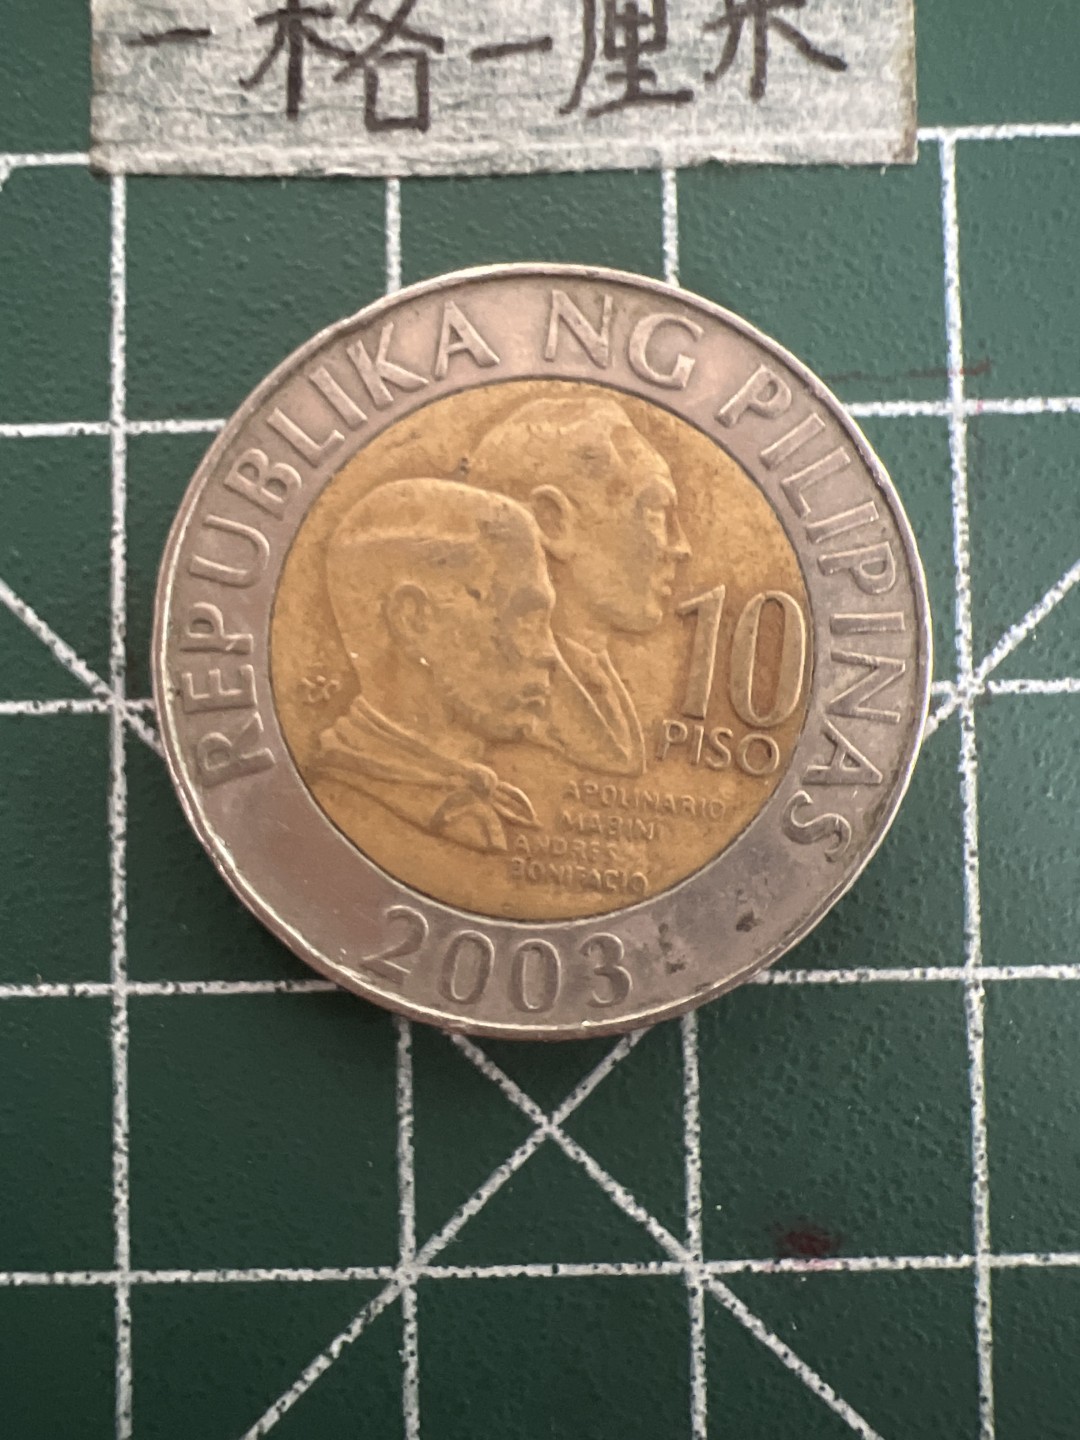 一格一厘米
REPUBLIKA NG PILIPINAS
10
PISO
APOLINARIO
MABINI
ANDRES
BONIFACIO
2003